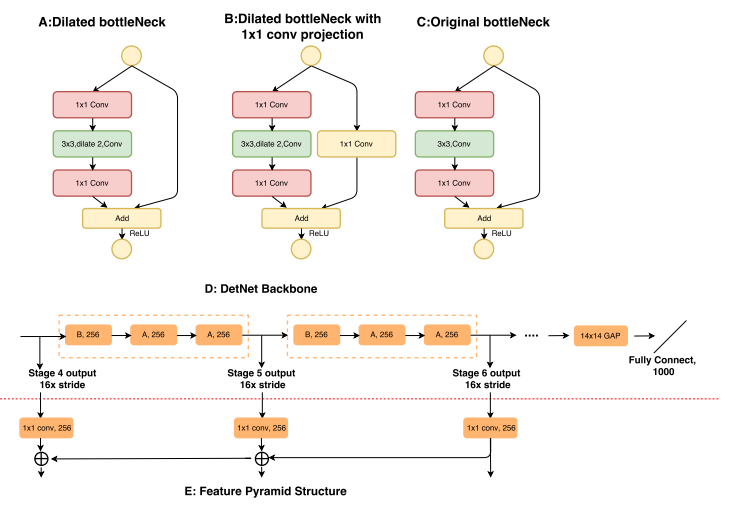 A:Dilated bottleNeck
B:Dilated bottleNeck with
1x1 conv projection
C:Original bottleNeck
1x1 Conv
3x3,dilate 2,Conv
1x1 Conv
Add
ReLU
1x1 Conv
3x3,dilate 2,Conv
1x1 Conv
1x1 Conv
Add
ReLU
1x1 Conv
3x3,Conv
1x1,Conv
Add
ReLU
D: DetNet Backbone
B, 256
A, 256
A, 256
B, 256
A, 256
A, 256
....
14x14 GAP
Fully Connect,
1000
Stage 4 output
16x stride
Stage 5 output
16x stride
Stage 6 output
16x stride
1x1 conv, 256
1x1 conv, 256
1x1 conv, 256
E: Feature Pyramid Structure